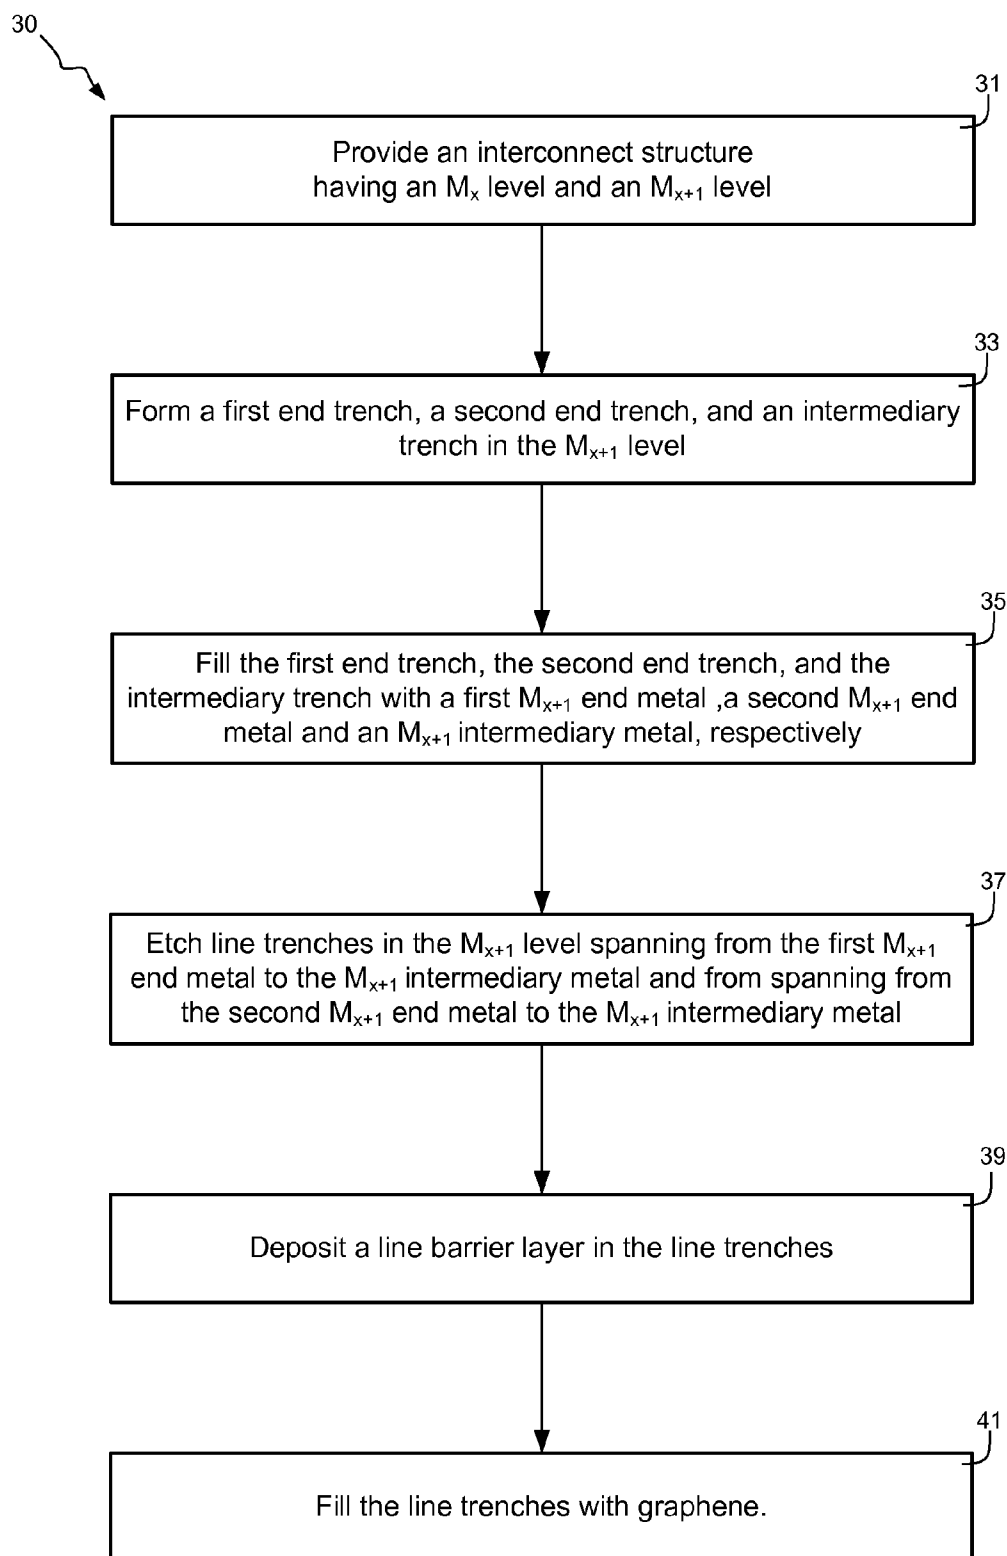 30
31
Provide an interconnect structure
having an Mx level and an Mx+1 level
33
Form a first end trench, a second end trench, and an intermediary
trench in the Mx+1 level
35
Fill the first end trench, the second end trench, and the
intermediary trench with a first Mx+1 end metal ,a second Mx+1 end
metal and an Mx+1 intermediary metal, respectively
37
Etch line trenches in the Mx+1 level spanning from the first Mx+1
end metal to the Mx+1 intermediary metal and from spanning from
the second Mx+1 end metal to the Mx+1 intermediary metal
39
Deposit a line barrier layer in the line trenches
41
Fill the line trenches with graphene.